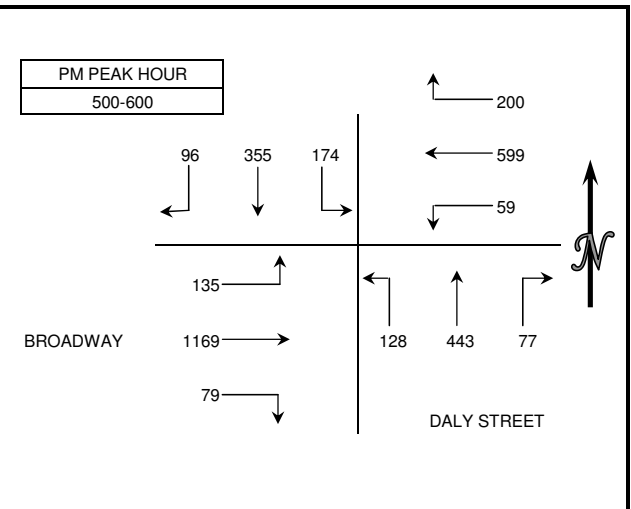 PM PEAK HOUR
500-600
200
96 355 174
599
59
N
135
BROADWAY
1169
128 443 77
79
DALY STREET